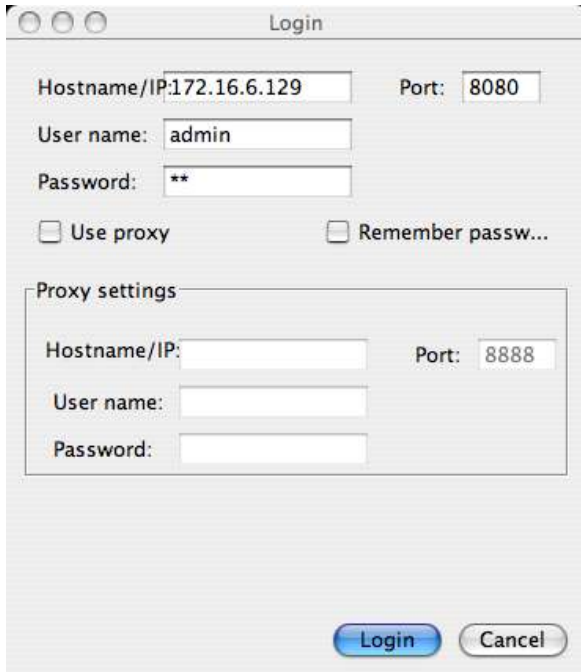 Login
Hostname/IP: 172.16.6.129 Port: 8080
User name: admin
Password: **
Use proxy Remember passw...
Proxy settings
Hostname/IP: Port: 8888
User name:
Password:
Login Cancel